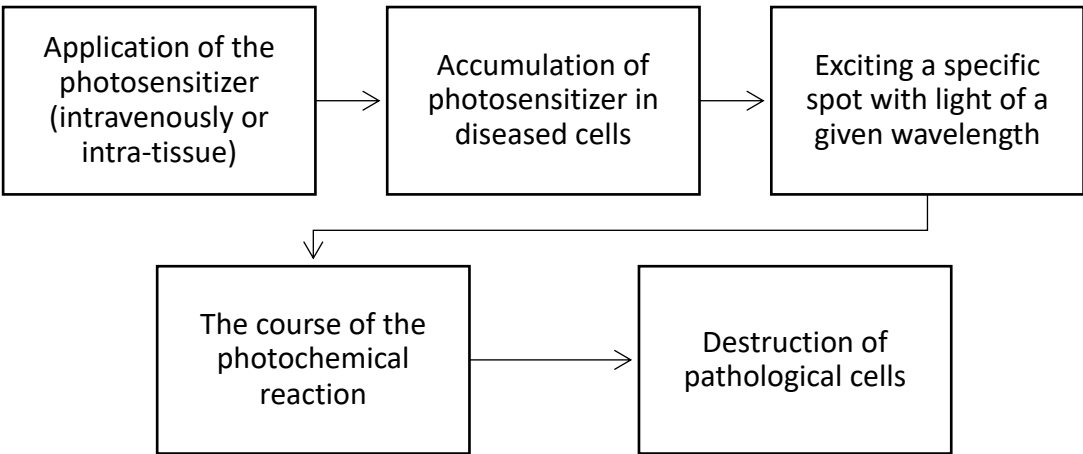 Application of the
photosensitizer
(intravenously or
intra-tissue)
Accumulation of
photosensitizer in
diseased cells
Exciting a specific
spot with light of a
given wavelength
The course of the
photochemical
reaction
Destruction of
pathological cells